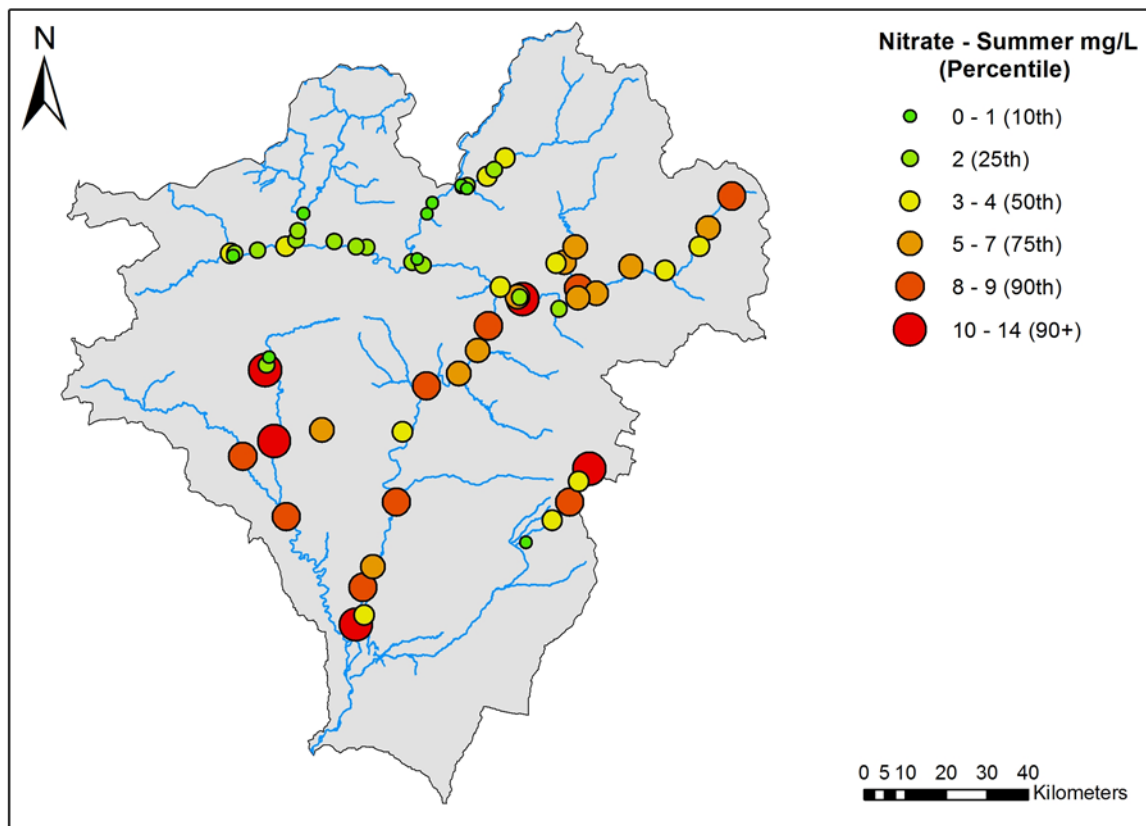 N
Nitrate - Summer mg/L
(Percentile)
0 - 1 (10th)
2 (25th)
3 - 4 (50th)
5 - 7 (75th)
8 - 9 (90th)
10 - 14 (90+)
0 5 10 20 30 40
Kilometers